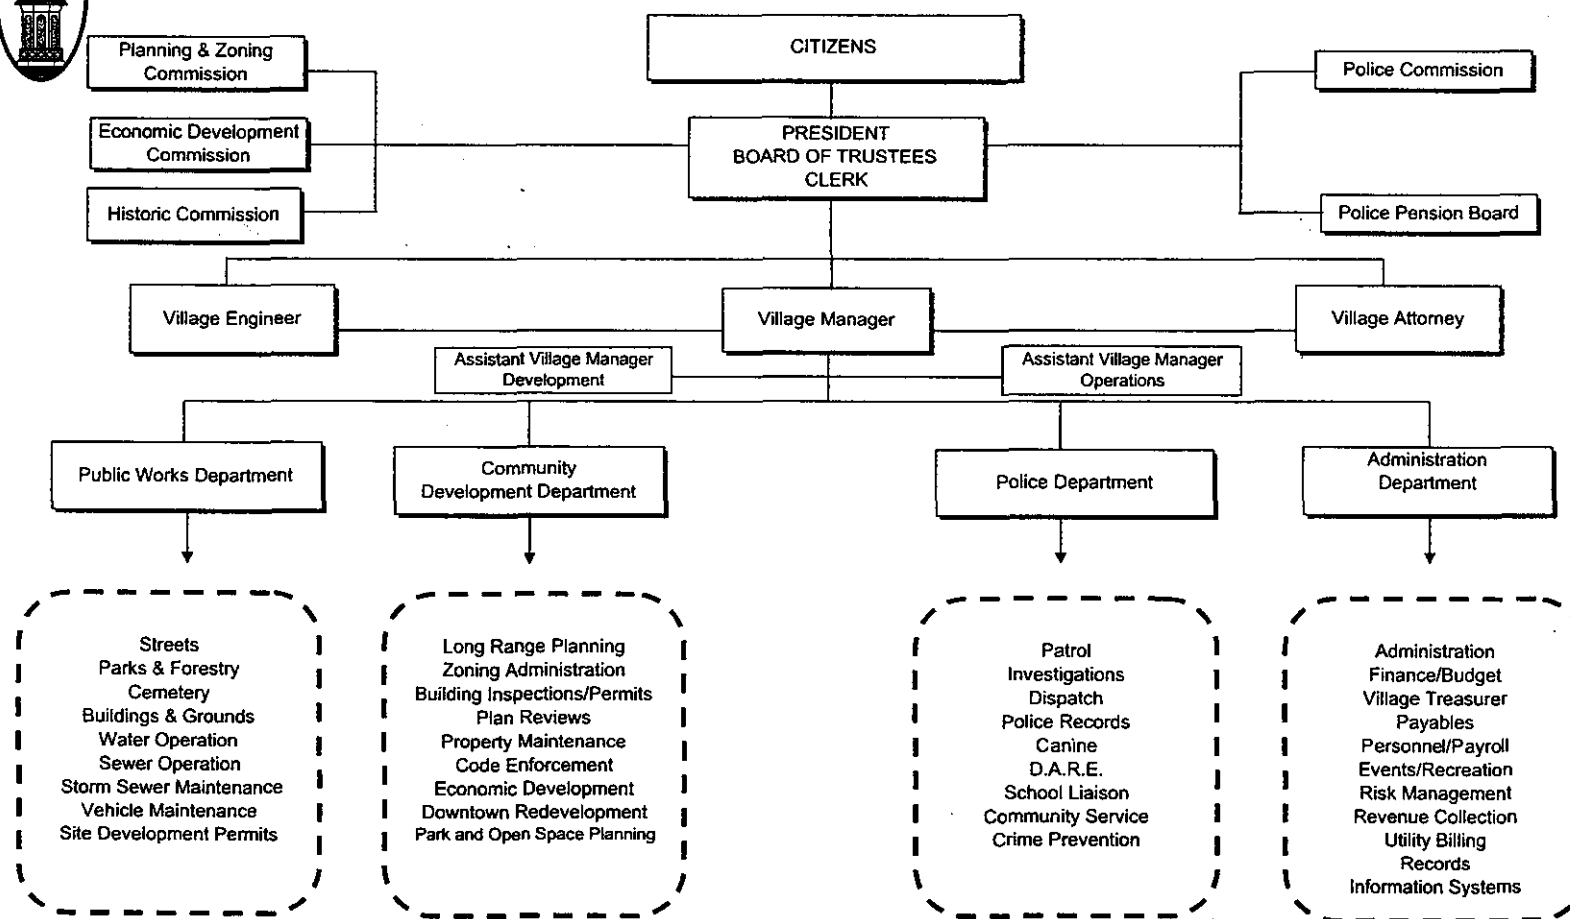 CITIZENS
Planning & Zoning
Commission
Police Commission
Economic Development
Commission
PRESIDENT
BOARD OF TRUSTEES
CLERK
Historic Commission
Police Pension Board
Village Engineer
Village Manager
Village Attorney
Assistant Village Manager
Development
Assistant Village Manager
Operations
Public Works Department
Community
Development Department
Police Department
Administration
Department
Streets
Parks & Forestry
Cemetery
Buildings & Grounds
Water Operation
Sewer Operation
Storm Sewer Maintenance
Vehicle Maintenance
Site Development Permits
Long Range Planning
Zoning Administration
Building Inspections/Permits
Plan Reviews
Property Maintenance
Code Enforcement
Economic Development
Downtown Redevelopment
Park and Open Space Planning
Patrol
Investigations
Dispatch
Police Records
Canine
D.A.R.E.
School Liaison
Community Service
Crime Prevention
Administration
Finance/Budget
Village Treasurer
Payables
Personnel/Payroll
Events/Recreation
Risk Management
Revenue Collection
Utility Billing
Records
Information Systems